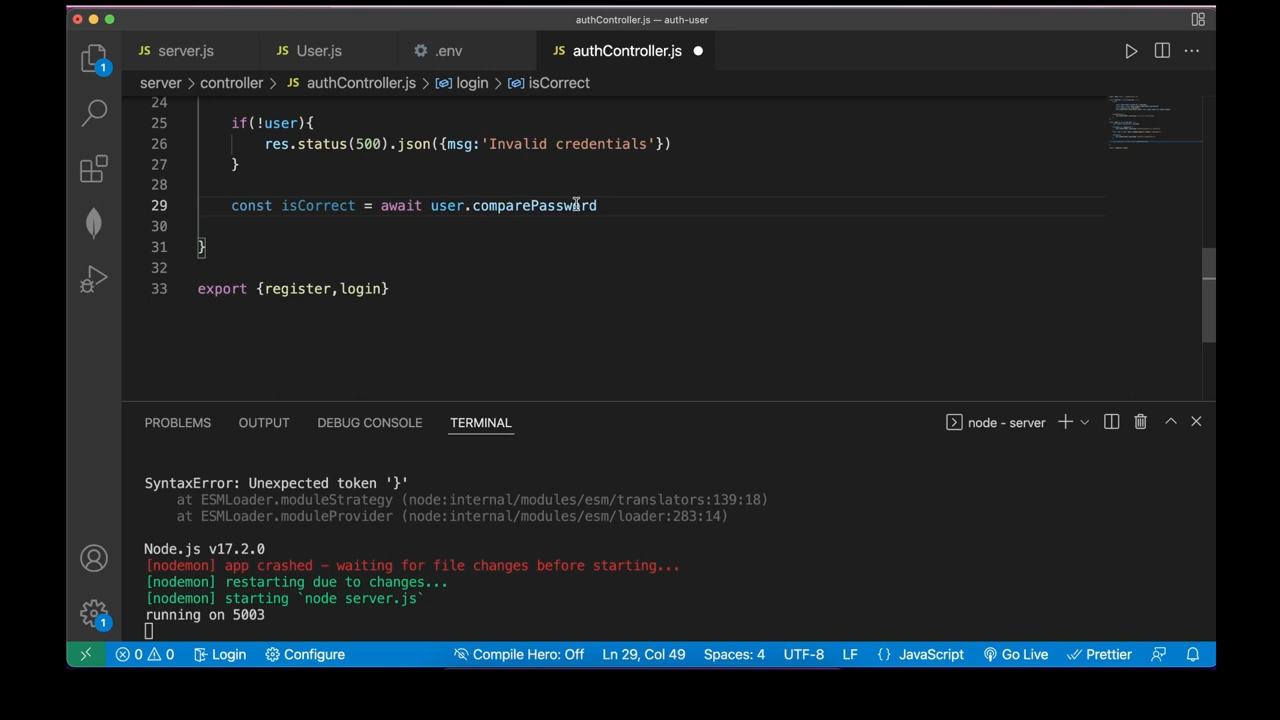 authController.js — auth-user
JS server.js JS User.js .env JS authController.js
server > controller > JS authController.js > login > isCorrect
24
25 if(!user){
26 res.status(500).json({msg:'Invalid credentials'})
27 }
28
29 const isCorrect = await user.comparePassword
30
31 }
32
33 export {register,login}
PROBLEMS OUTPUT DEBUG CONSOLE TERMINAL node - server
SyntaxError: Unexpected token '}'
at ESMLoader.moduleStrategy (node:internal/modules/esm/translators:139:18)
at ESMLoader.moduleProvider (node:internal/modules/esm/loader:283:14)
Node.js v17.2.0
[nodemon] app crashed - waiting for file changes before starting...
[nodemon] restarting due to changes...
[nodemon] starting `node server.js`
running on 5003
1
1
0 0 Login Configure Compile Hero: Off Ln 29, Col 49 Spaces: 4 UTF-8 LF {} JavaScript Go Live Prettier